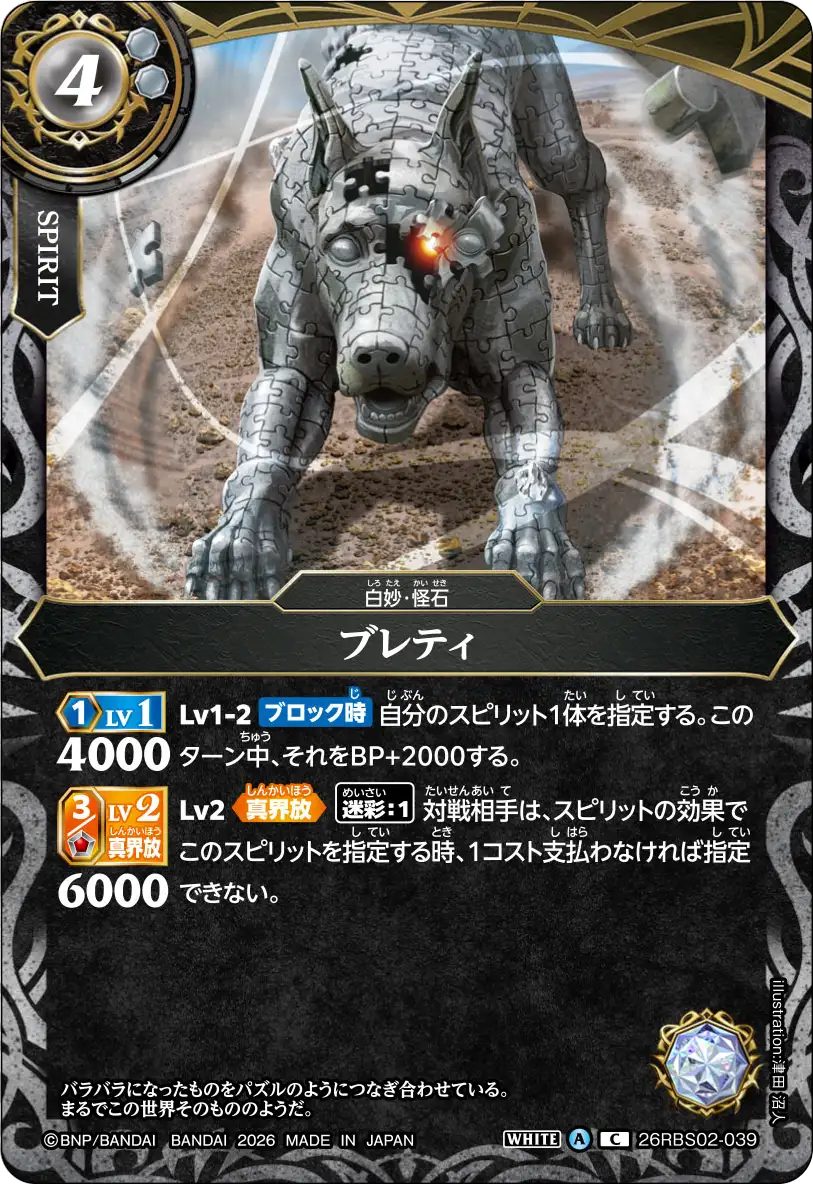 4
SPIRIT
しろたえ かいせき
白妙・怪石
ブレティ
1 LV1
4000
Lv1-2 ブロック時 自分のスピリット1体を指定する。この
ターン中、それをBP+2000する。
3 LV2
真界放
6000
Lv2 真界放 迷彩:1 対戦相手は、スピリットの効果で
このスピリットを指定する時、1コスト支払わなければ指定
できない。
illustration:津田 沼人
バラバラになったものをパズルのようにつなぎ合わせている。
まるでこの世界そのもののようだ。
©BNP/BANDAI BANDAI 2026 MADE IN JAPAN
WHITE A C 26RBS02-039